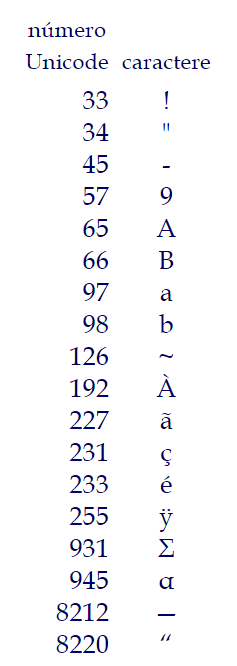 número
Unicode caractere
33 !
34 "
45 -
57 9
65 A
66 B
97 a
98 b
126 ~
192 À
227 ã
231 ç
233 é
255 ÿ
931 Σ
945 α
8212 —
8220 “